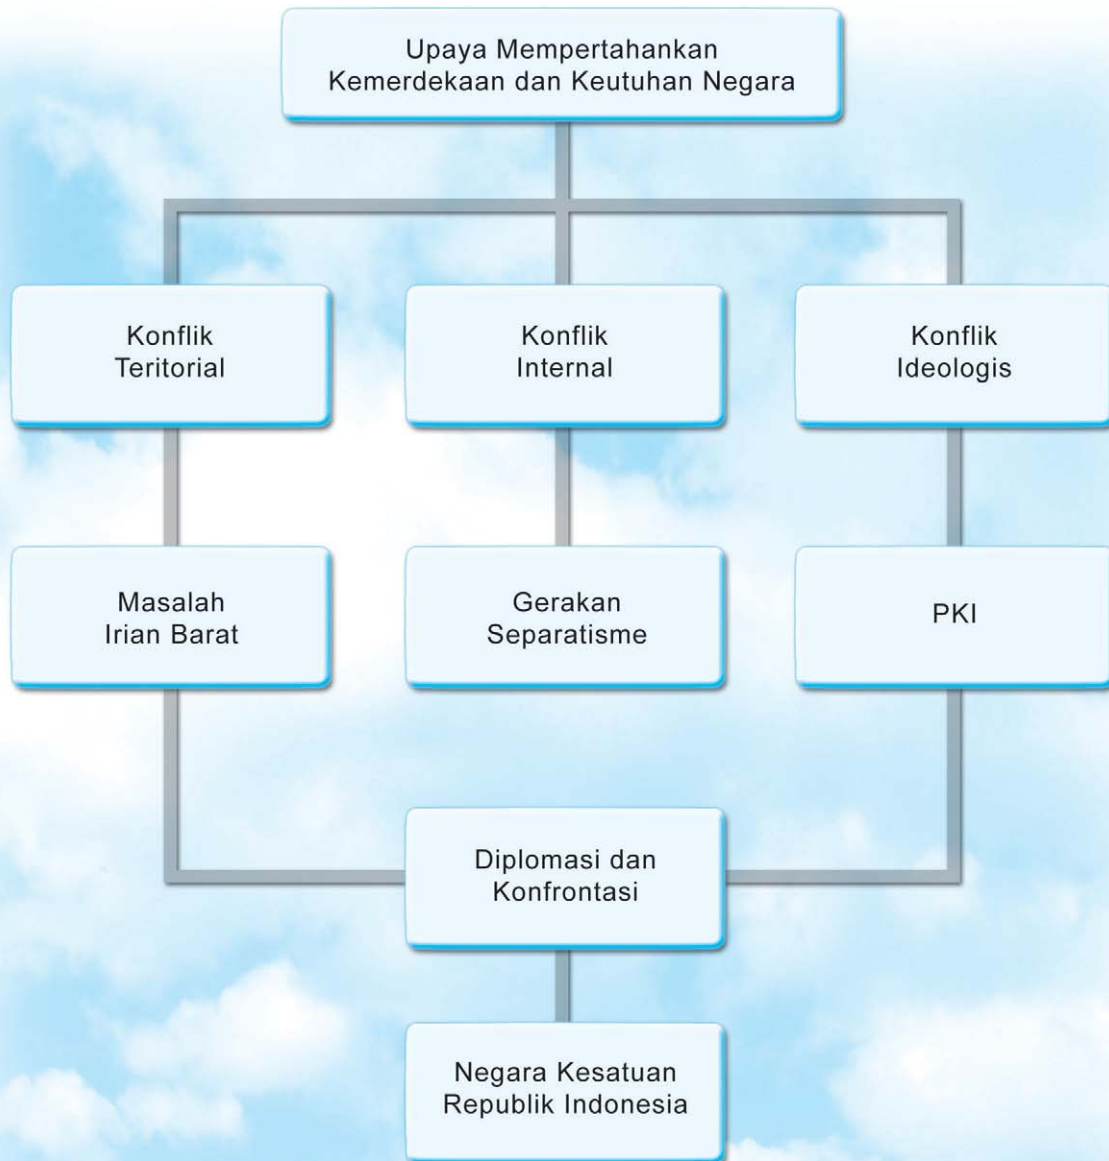 Upaya Mempertahankan
Kemerdekaan dan Keutuhan Negara
Konflik
Teritorial
Konflik
Internal
Konflik
Ideologis
Masalah
Irian Barat
Gerakan
Separatisme
PKI
Diplomasi dan
Konfrontasi
Negara Kesatuan
Republik Indonesia